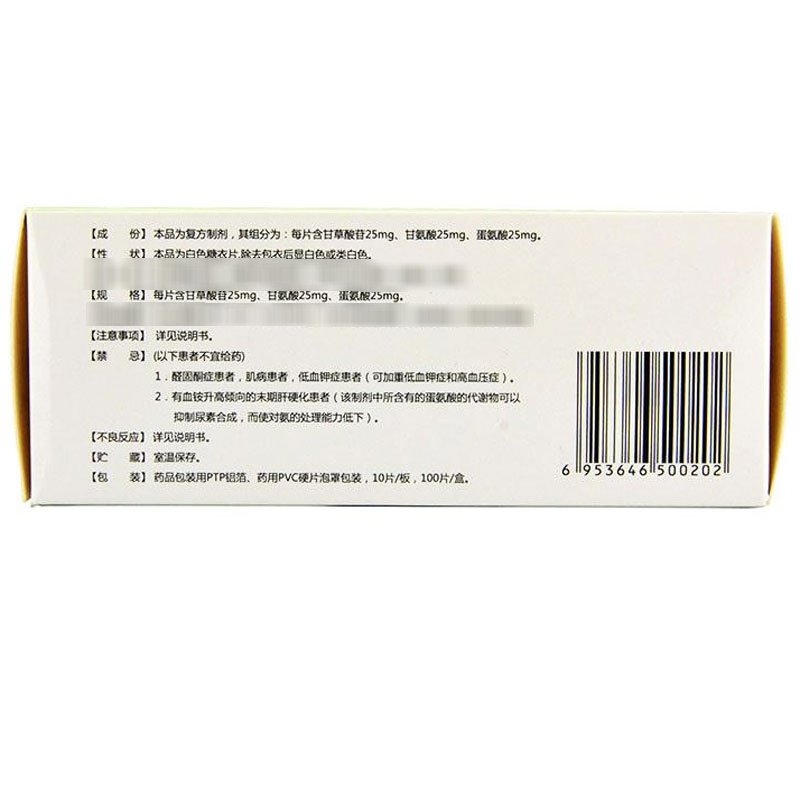 【成　份】本品为复方制剂，其组分为：每片含甘草酸苷25mg、甘氨酸25mg、蛋氨酸25mg。
【性　状】本品为白色糖衣片,除去包衣后显白色或类白色。
【规　格】每片含甘草酸苷25mg、甘氨酸25mg、蛋氨酸25mg。
【注意事项】详见说明书。
【禁　忌】(以下患者不宜给药)
1．醛固酮症患者，肌病患者，低血钾症患者（可加重低血钾症和高血压症）。
2．有血铵升高倾向的末期肝硬化患者（该制剂中所含有的蛋氨酸的代谢物可以
抑制尿素合成，而使对氨的处理能力低下）。
【不良反应】详见说明书。
【贮　藏】室温保存。
【包　装】药品包装用PTP铝箔、药用PVC硬片泡罩包装，10片/板，100片/盒。
6 953646 500202